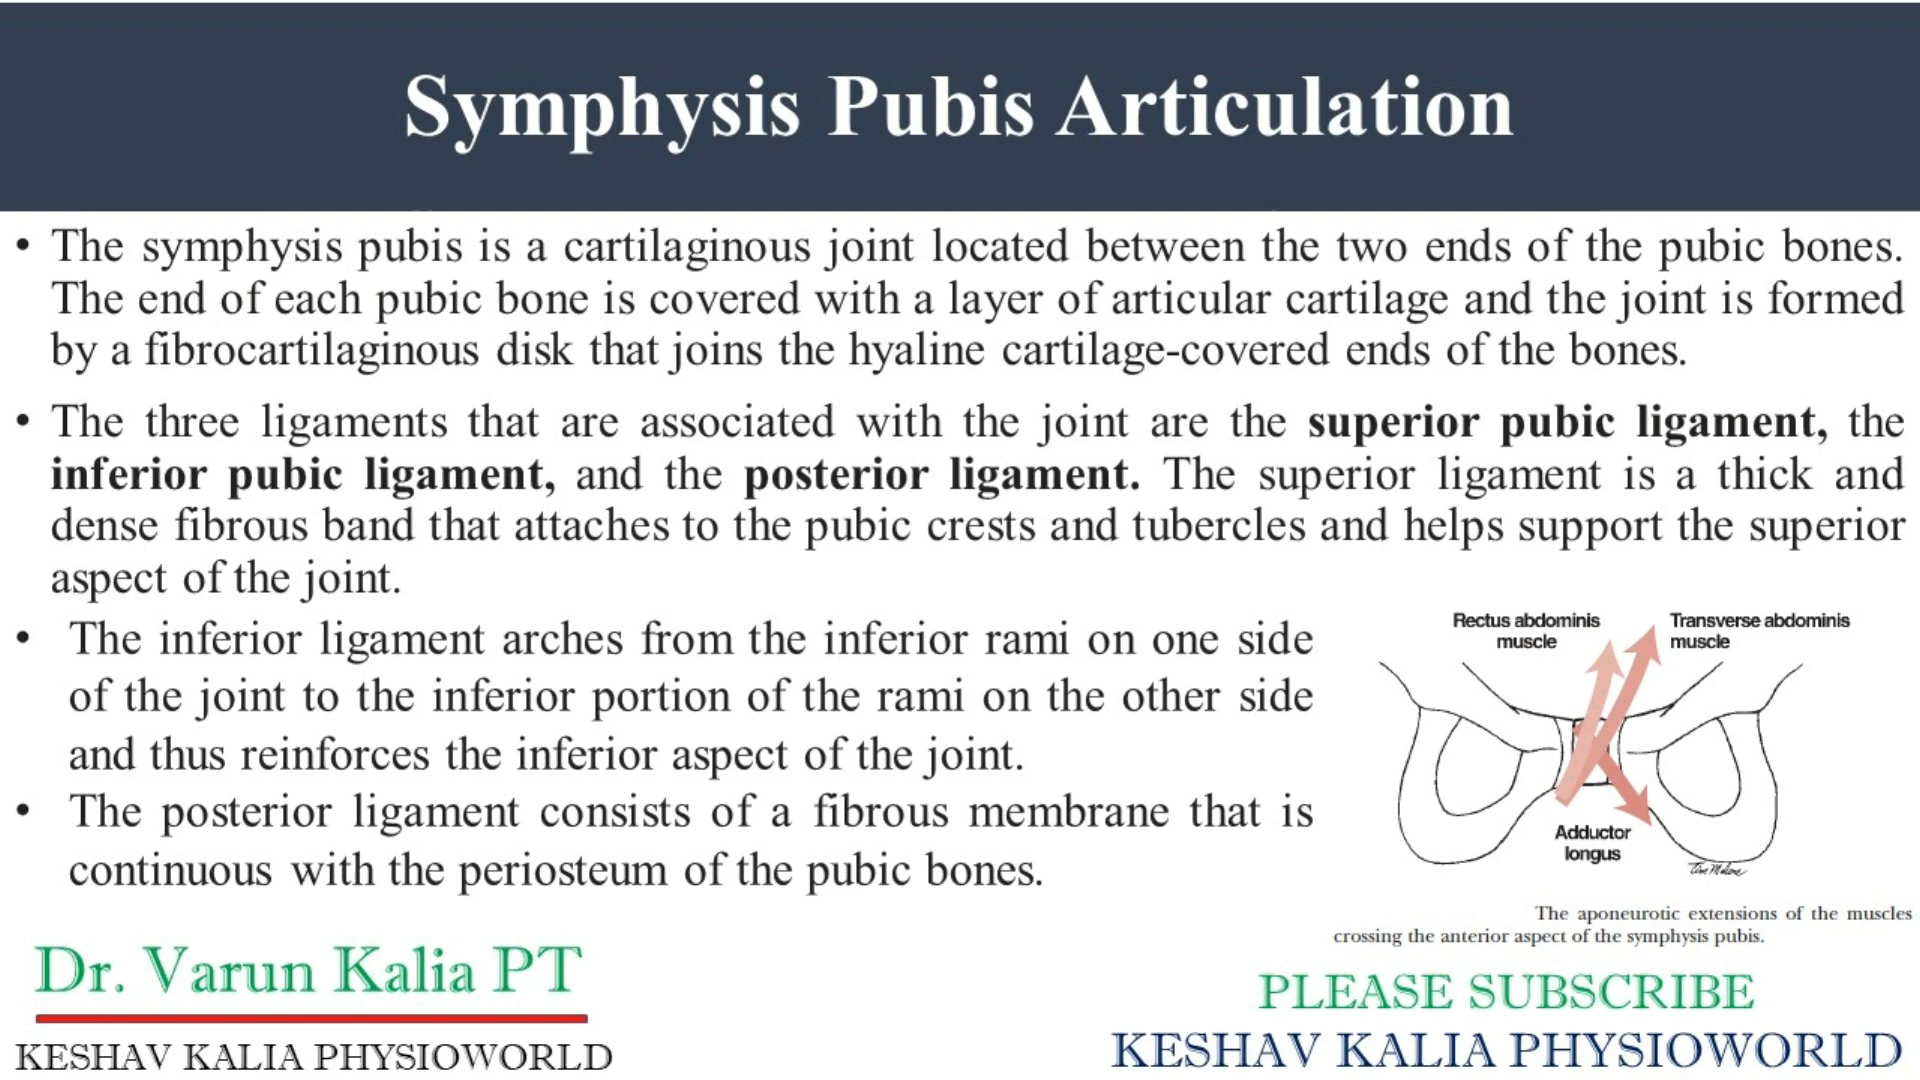 Symphysis Pubis Articulation
• The symphysis pubis is a cartilaginous joint located between the two ends of the pubic bones.
The end of each pubic bone is covered with a layer of articular cartilage and the joint is formed
by a fibrocartilaginous disk that joins the hyaline cartilage-covered ends of the bones.
• The three ligaments that are associated with the joint are the superior pubic ligament, the
inferior pubic ligament, and the posterior ligament. The superior ligament is a thick and
dense fibrous band that attaches to the pubic crests and tubercles and helps support the superior
aspect of the joint.
• The inferior ligament arches from the inferior rami on one side
of the joint to the inferior portion of the rami on the other side
and thus reinforces the inferior aspect of the joint.
• The posterior ligament consists of a fibrous membrane that is
continuous with the periosteum of the pubic bones.
Rectus abdominis
muscle
Transverse abdominis
muscle
Adductor
longus
The aponeurotic extensions of the muscles
crossing the anterior aspect of the symphysis pubis.
Dr. Varun Kalia PT
KESHAV KALIA PHYSIOWORLD
PLEASE SUBSCRIBE
KESHAV KALIA PHYSIOWORLD